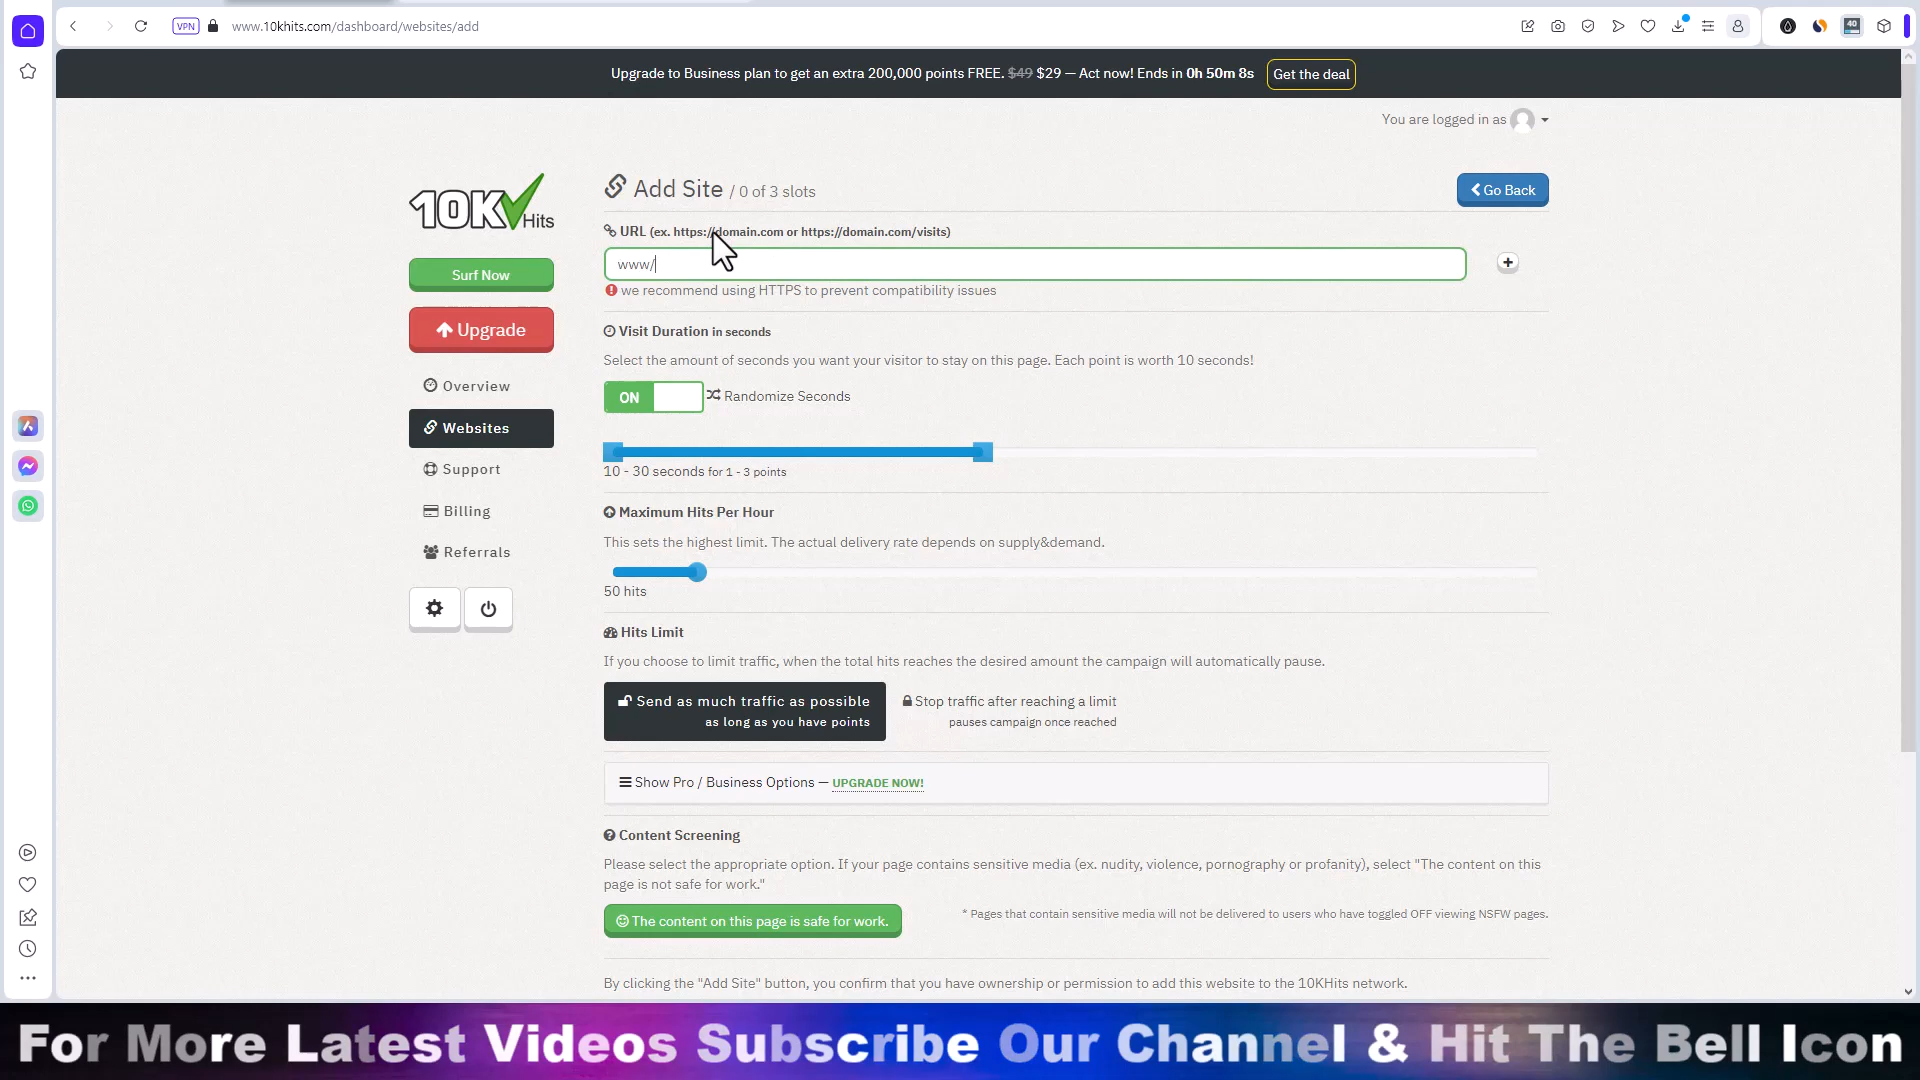 VPN
www.10khits.com/dashboard/websites/add
40
Upgrade to Business plan to get an extra 200,000 points FREE. $49 $29 — Act now! Ends in 0h 50m 8s
Get the deal
You are logged in as
10K Hits
Add Site / 0 of 3 slots
Go Back
URL (ex. https://domain.com or https://domain.com/visits)
www/
we recommend using HTTPS to prevent compatibility issues
Surf Now
Upgrade
Overview
Websites
Support
Billing
Referrals
Visit Duration in seconds
Select the amount of seconds you want your visitor to stay on this page. Each point is worth 10 seconds!
ON
Randomize Seconds
10 - 30 seconds for 1 - 3 points
Maximum Hits Per Hour
This sets the highest limit. The actual delivery rate depends on supply&demand.
50 hits
Hits Limit
If you choose to limit traffic, when the total hits reaches the desired amount the campaign will automatically pause.
Send as much traffic as possible
as long as you have points
Stop traffic after reaching a limit
pauses campaign once reached
Show Pro / Business Options — UPGRADE NOW!
Content Screening
Please select the appropriate option. If your page contains sensitive media (ex. nudity, violence, pornography or profanity), select "The content on this
page is not safe for work."
The content on this page is safe for work.
* Pages that contain sensitive media will not be delivered to users who have toggled OFF viewing NSFW pages.
By clicking the "Add Site" button, you confirm that you have ownership or permission to add this website to the 10KHits network.
For More Latest Videos Subscribe Our Channel & Hit The Bell Icon